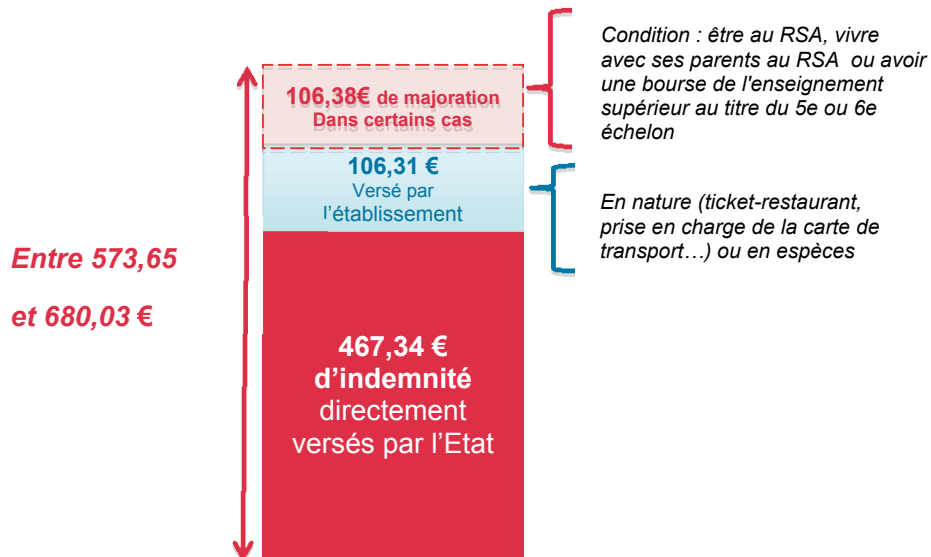 Condition : être au RSA, vivre
avec ses parents au RSA ou avoir
une bourse de l'enseignement
supérieur au titre du 5e ou 6e
échelon
106,38€ de majoration
Dans certains cas
106,31 €
Versé par
l'établissement
En nature (ticket-restaurant,
prise en charge de la carte de
transport…) ou en espèces
Entre 573,65
et 680,03 €
467,34 €
d'indemnité
directement
versés par l'Etat